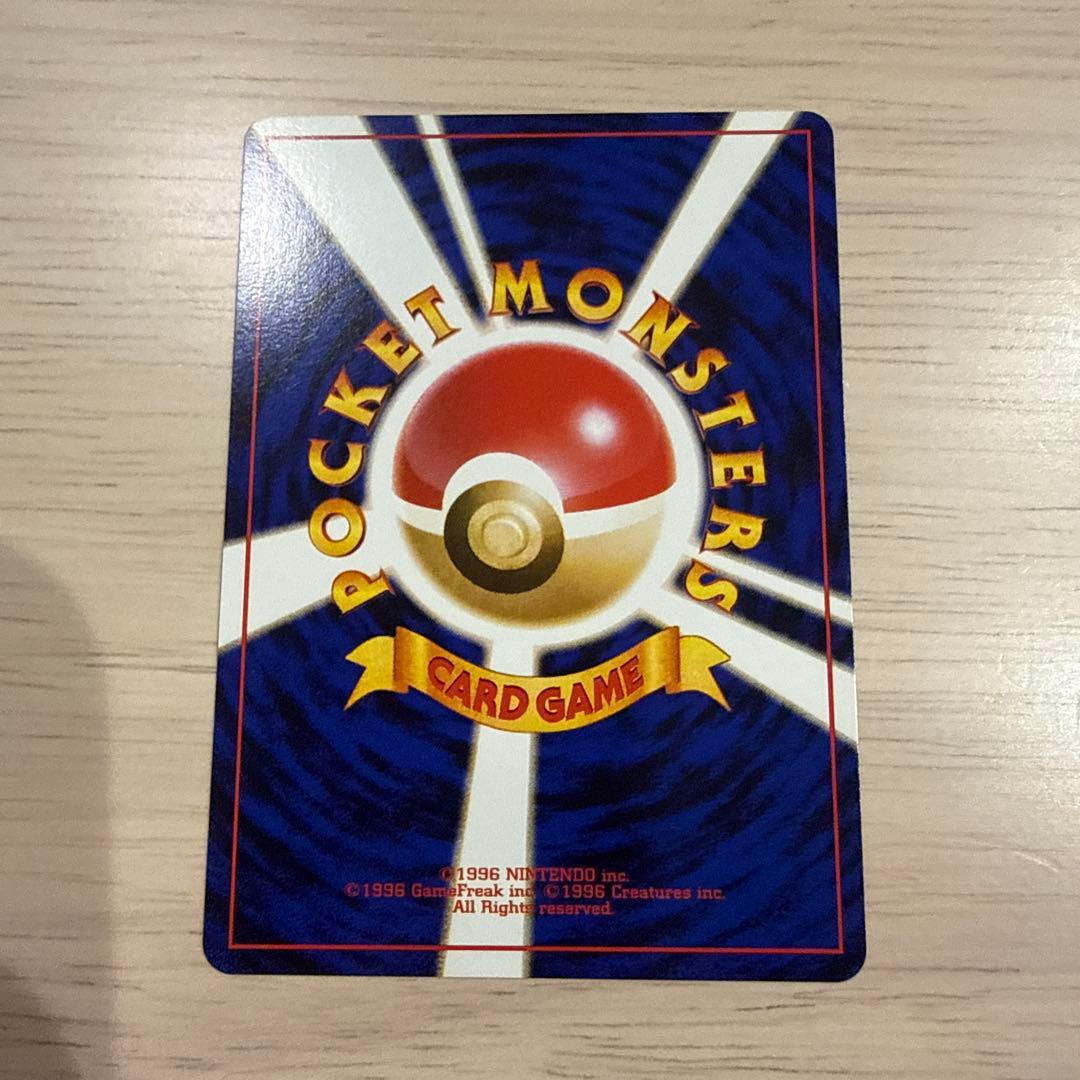 POCKET MONSTERS
CARD GAME
©1996 NINTENDO inc.
©1996 GameFreak inc. ©1996 Creatures inc.
All Rights reserved.